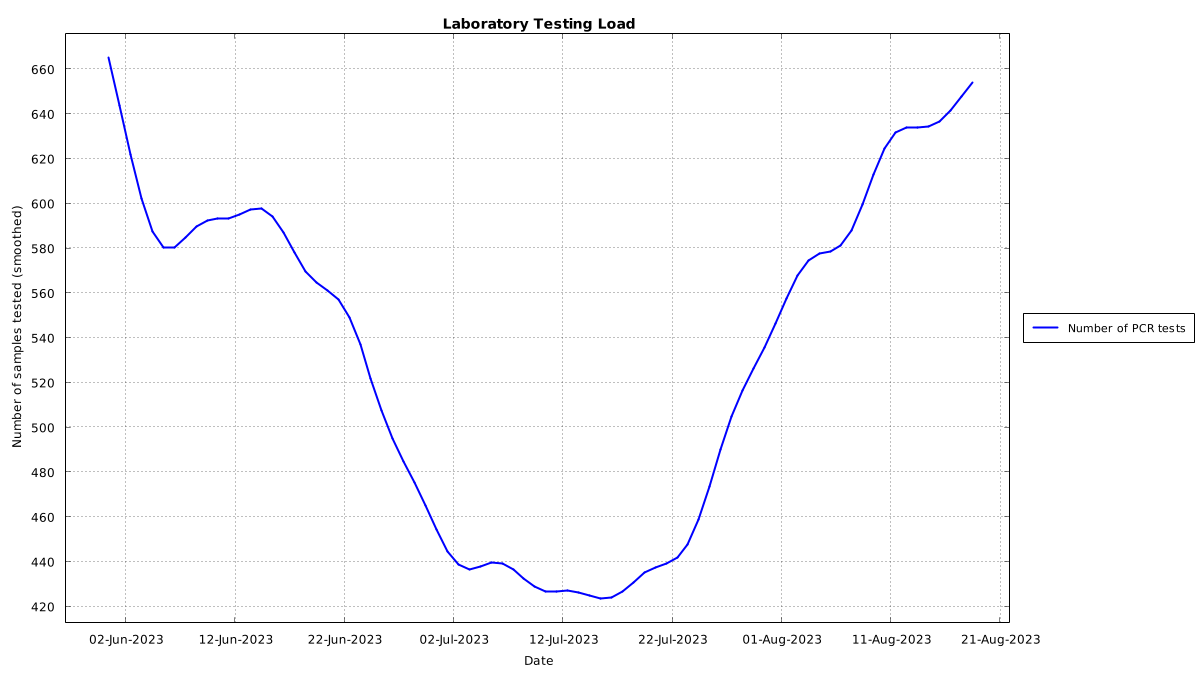 Laboratory Testing Load
Number of samples tested (smoothed)
660
640
620
600
580
560
540
520
500
480
460
440
420
02-Jun-2023 12-Jun-2023 22-Jun-2023 02-Jul-2023 12-Jul-2023 22-Jul-2023 01-Aug-2023 11-Aug-2023 21-Aug-2023
Date
Number of PCR tests